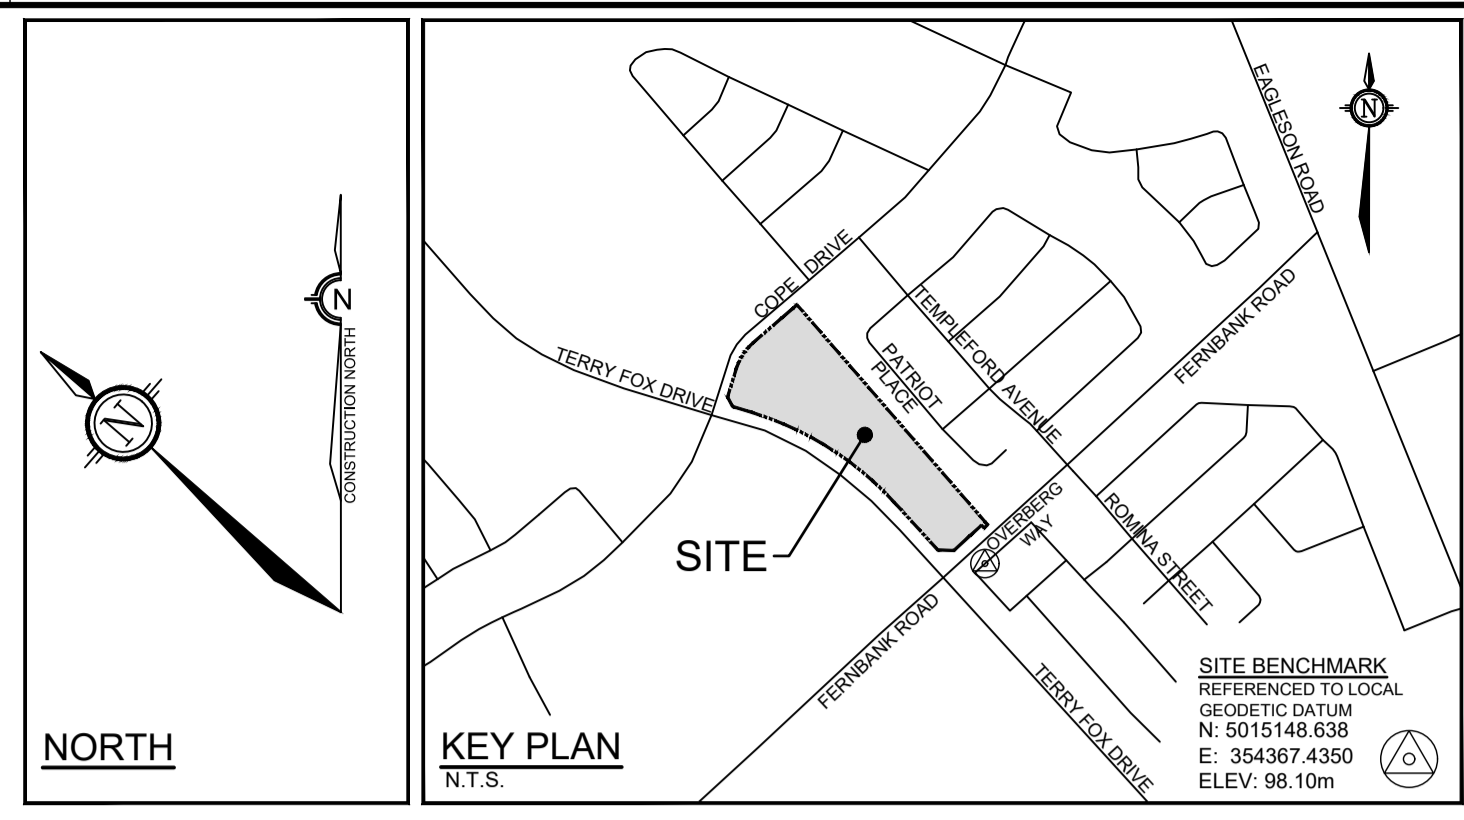 N
CONSTRUCTION NORTH
N
NORTH
EAGLESON ROAD
N
COPE DRIVE
TERRY FOX DRIVE
TEMPLEFORD AVENUE
PATRIOT
PLACE
FERNBANK ROAD
SITE
OVERBERG
WAY
ROMINA STREET
FERNBANK ROAD
TERRY FOX DRIVE
KEY PLAN
N.T.S.
SITE BENCHMARK
REFERENCED TO LOCAL
GEODETIC DATUM
N: 5015148.638
E: 354367.4350
ELEV: 98.10m